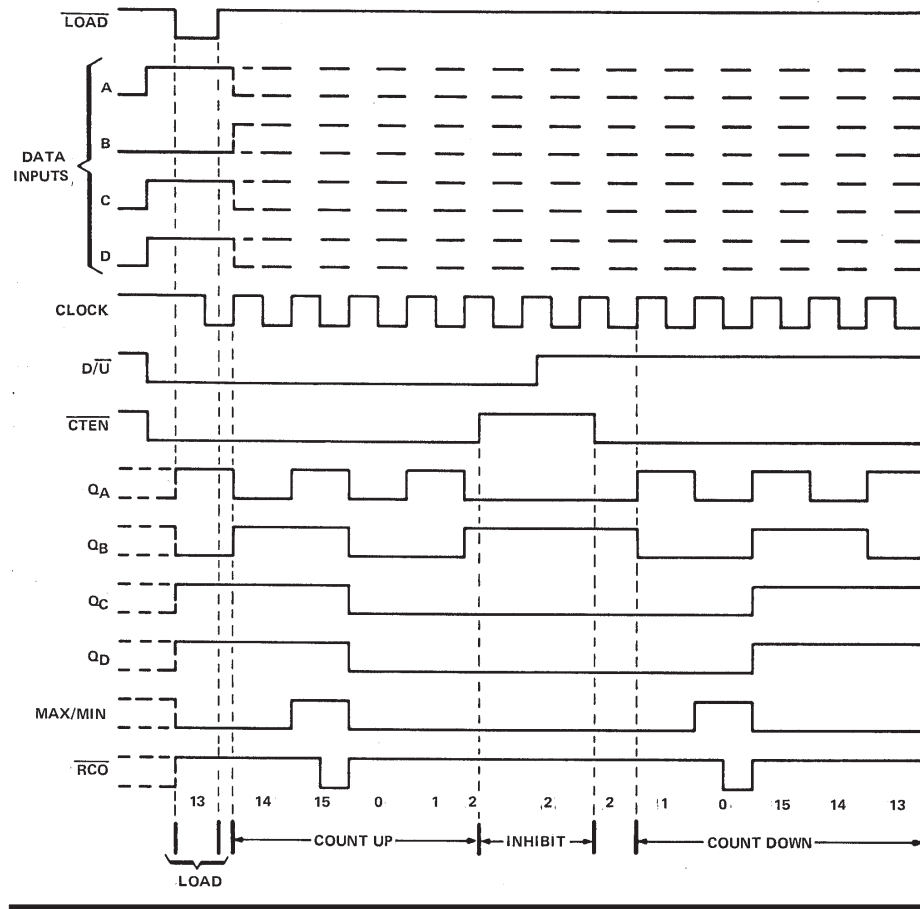 LOAD
A
B
DATA
INPUTS
C
D
CLOCK
D/U
CTEN
QA
QB
QC
QD
MAX/MIN
RCO
13 14 15 0 1 2 2 2 1 0 15 14 13
COUNT UP INHIBIT COUNT DOWN
LOAD